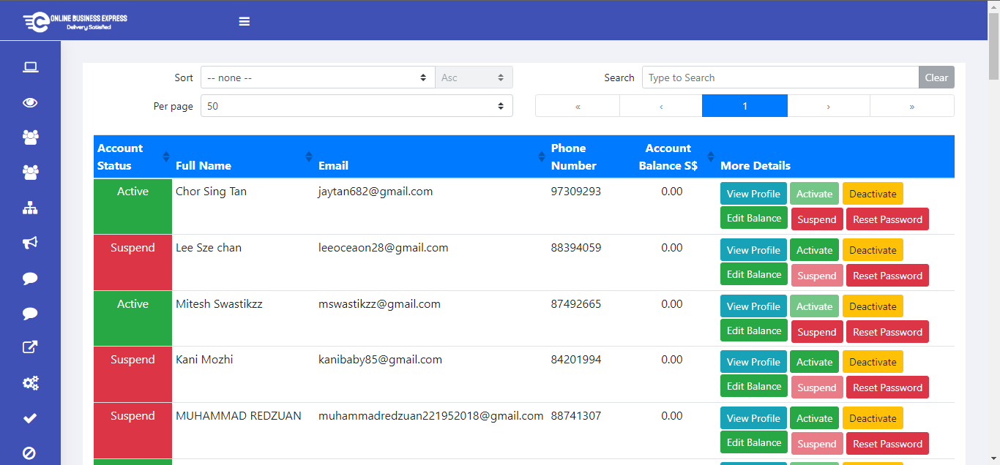 ONLINE BUSINESS EXPRESS
Delivery Satisfied
Sort -- none -- Asc Search Type to Search Clear
Per page 50 « ‹ 1 › »
Account Status Full Name Email Phone Number Account Balance S$ More Details
Active Chor Sing Tan jaytan682@gmail.com 97309293 0.00 View Profile Activate Deactivate
Edit Balance Suspend Reset Password
Suspend Lee Sze chan leeoceaon28@gmail.com 88394059 0.00 View Profile Activate Deactivate
Edit Balance Suspend Reset Password
Active Mitesh Swastikzz mswastikzz@gmail.com 87492665 0.00 View Profile Activate Deactivate
Edit Balance Suspend Reset Password
Suspend Kani Mozhi kanibaby85@gmail.com 84201994 0.00 View Profile Activate Deactivate
Edit Balance Suspend Reset Password
Suspend MUHAMMAD REDZUAN muhammadredzuan221952018@gmail.com 88741307 0.00 View Profile Activate Deactivate
Edit Balance Suspend Reset Password